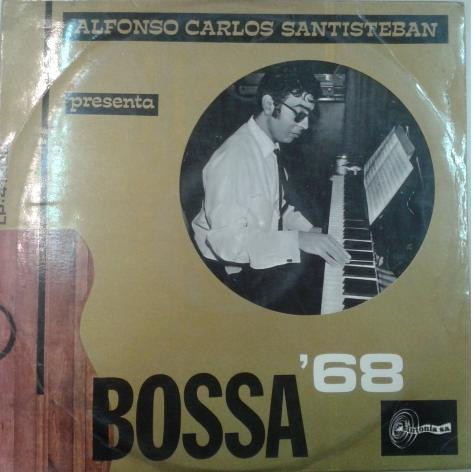 ALFONSO CARLOS SANTISTEBAN
presenta
BOSSA '68